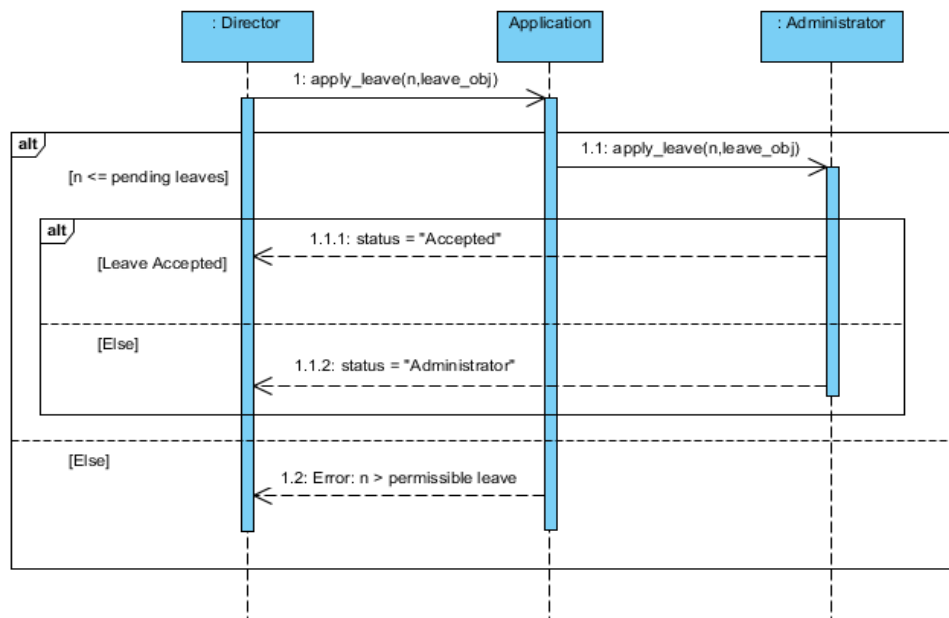 : Director
Application
: Administrator
1: apply_leave(n,leave_obj)
alt
1.1: apply_leave(n,leave_obj)
[n <= pending leaves]
alt
1.1.1: status = "Accepted"
[Leave Accepted]
[Else]
1.1.2: status = "Administrator"
[Else]
1.2: Error: n > permissible leave